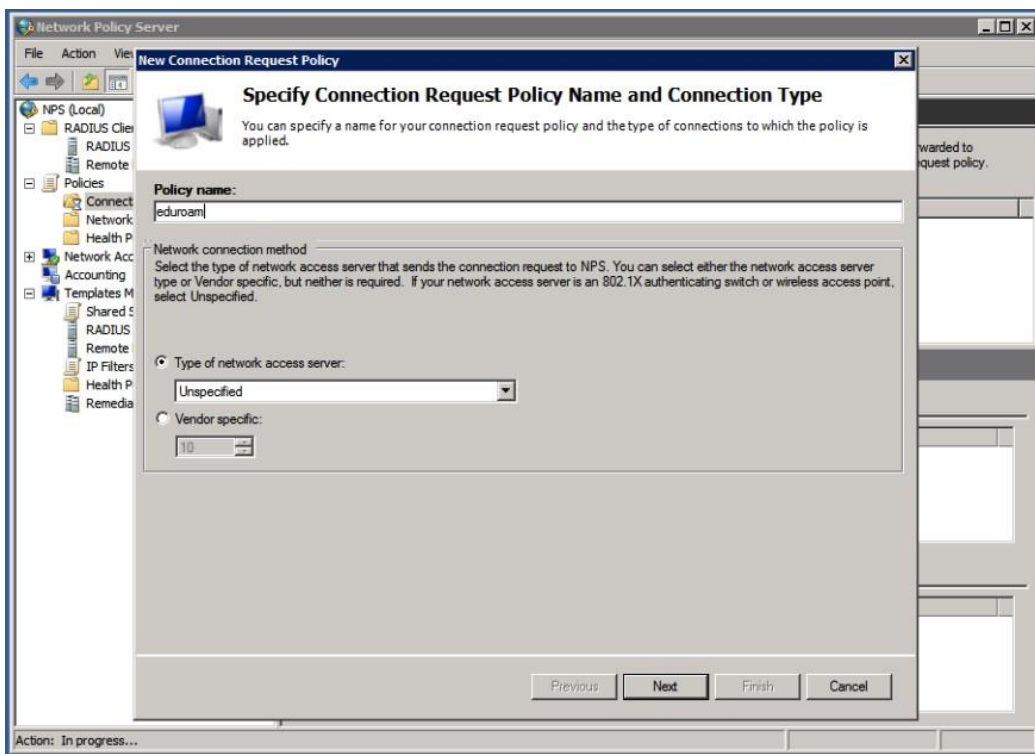 Network Policy Server
File Action Vie
New Connection Request Policy
Specify Connection Request Policy Name and Connection Type
You can specify a name for your connection request policy and the type of connections to which the policy is
applied.
NPS (Local)
RADIUS Clie
RADIUS
Remote
Policies
Connect
Network
Health P
Network Acc
Accounting
Templates M
Shared S
RADIUS
Remote
IP Filters
Health P
Remedia
warded to
quest policy.
Policy name:
eduroam
Network connection method
Select the type of network access server that sends the connection request to NPS. You can select either the network access server
type or Vendor specific, but neither is required. If your network access server is an 802.1X authenticating switch or wireless access point,
select Unspecified.
Type of network access server:
Unspecified
Vendor specific:
10
Previous Next Finish Cancel
Action: In progress...